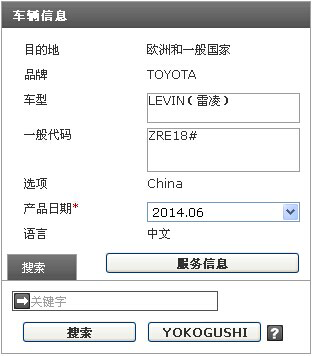 车辆信息
目的地 欧洲和一般国家
品牌 TOYOTA
车型 LEVIN(雷凌)
一般代码 ZRE18#
选项 China
产品日期* 2014.06
语言 中文
搜索 服务信息
关键字
搜索 YOKOGUSHI ?